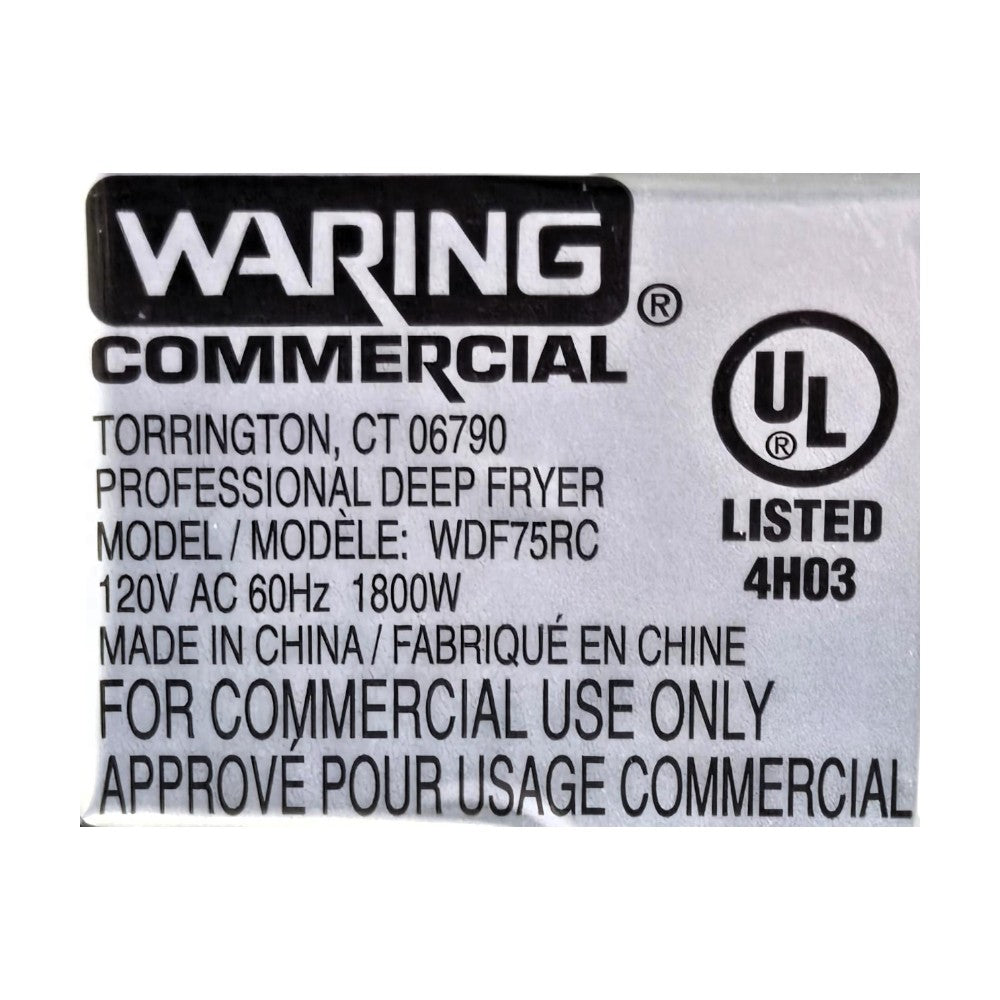 WARING
®
COMMERCIAL
TORRINGTON, CT 06790
PROFESSIONAL DEEP FRYER
MODEL / MODÈLE: WDF75RC
120V AC 60Hz 1800W
MADE IN CHINA / FABRIQUÉ EN CHINE
FOR COMMERCIAL USE ONLY
APPROVÉ POUR USAGE COMMERCIAL
UL
®
LISTED
4H03